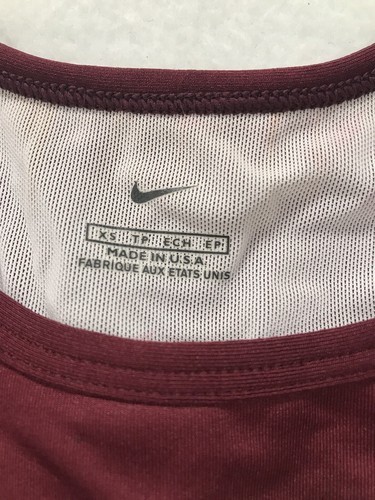 XS TP ECH EP
MADE IN U.S.A.
FABRIQUE AUX ETATS UNIS